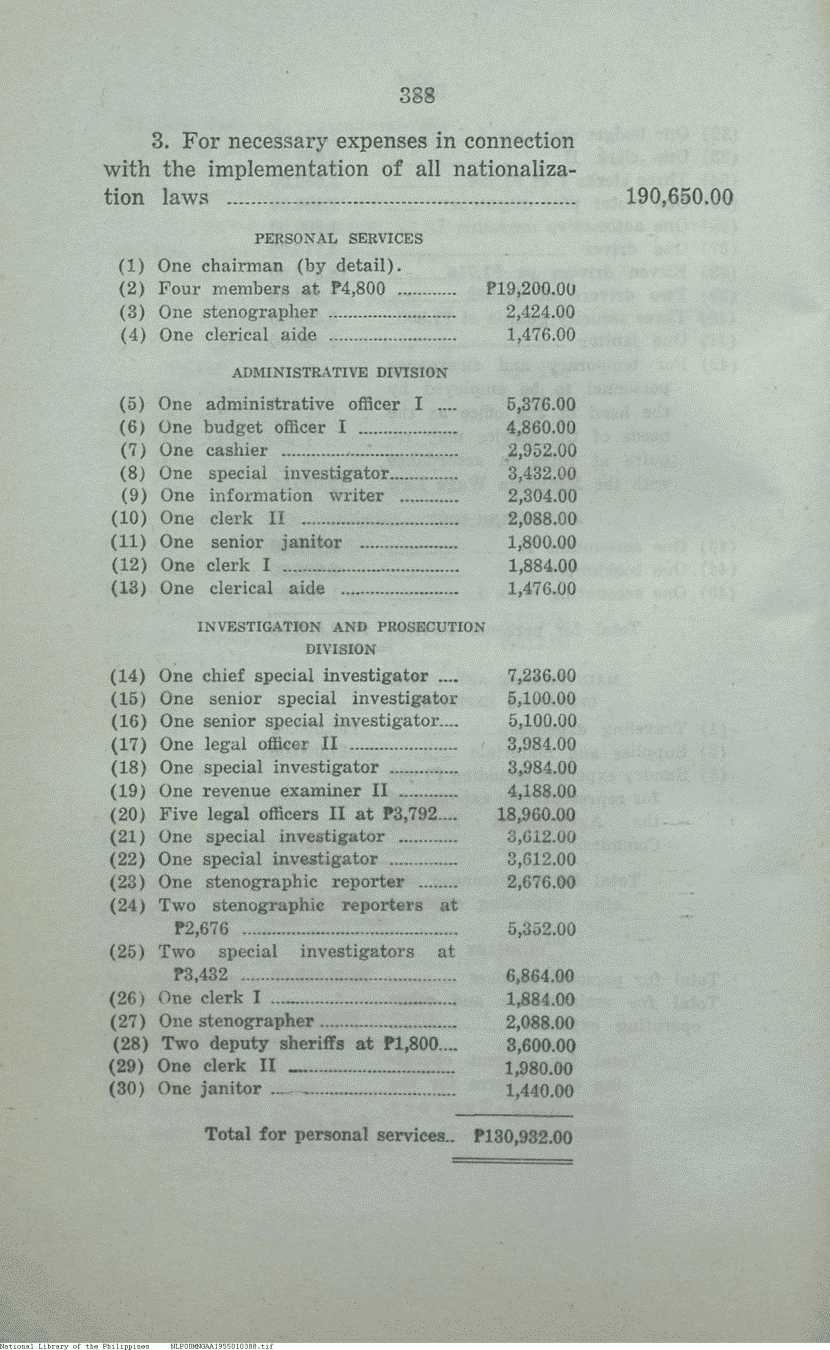 388
3. For necessary expenses in connection
with the implementation of all nationaliza-
tion laws ........ 190,650.00
PERSONAL SERVICES
(1) One chairman (by detail).
(2) Four members at ₱4,800 ........ ₱19,200.00
(3) One stenographer ........ 2,424.00
(4) One clerical aide ........ 1,476.00
ADMINISTRATIVE DIVISION
(5) One administrative officer I .... 5,376.00
(6) One budget officer I ........ 4,860.00
(7) One cashier ........ 2,952.00
(8) One special investigator........ 3,432.00
(9) One information writer ........ 2,304.00
(10) One clerk II ........ 2,088.00
(11) One senior janitor ........ 1,800.00
(12) One clerk I ........ 1,884.00
(13) One clerical aide ........ 1,476.00
INVESTIGATION AND PROSECUTION
DIVISION
(14) One chief special investigator .... 7,236.00
(15) One senior special investigator 5,100.00
(16) One senior special investigator.... 5,100.00
(17) One legal officer II ........ 3,984.00
(18) One special investigator ........ 3,984.00
(19) One revenue examiner II ........ 4,188.00
(20) Five legal officers II at ₱3,792.... 18,960.00
(21) One special investigator ........ 3,612.00
(22) One special investigator ........ 3,612.00
(23) One stenographic reporter ........ 2,676.00
(24) Two stenographic reporters at
₱2,676 ........ 5,352.00
(25) Two special investigators at
₱3,432 ........ 6,864.00
(26) One clerk I ........ 1,884.00
(27) One stenographer ........ 2,088.00
(28) Two deputy sheriffs at ₱1,800.... 3,600.00
(29) One clerk II ........ 1,980.00
(30) One janitor ........ 1,440.00
Total for personal services.. ₱130,932.00
National Library of the Philippines NLP00MNGAA1955010388.tif